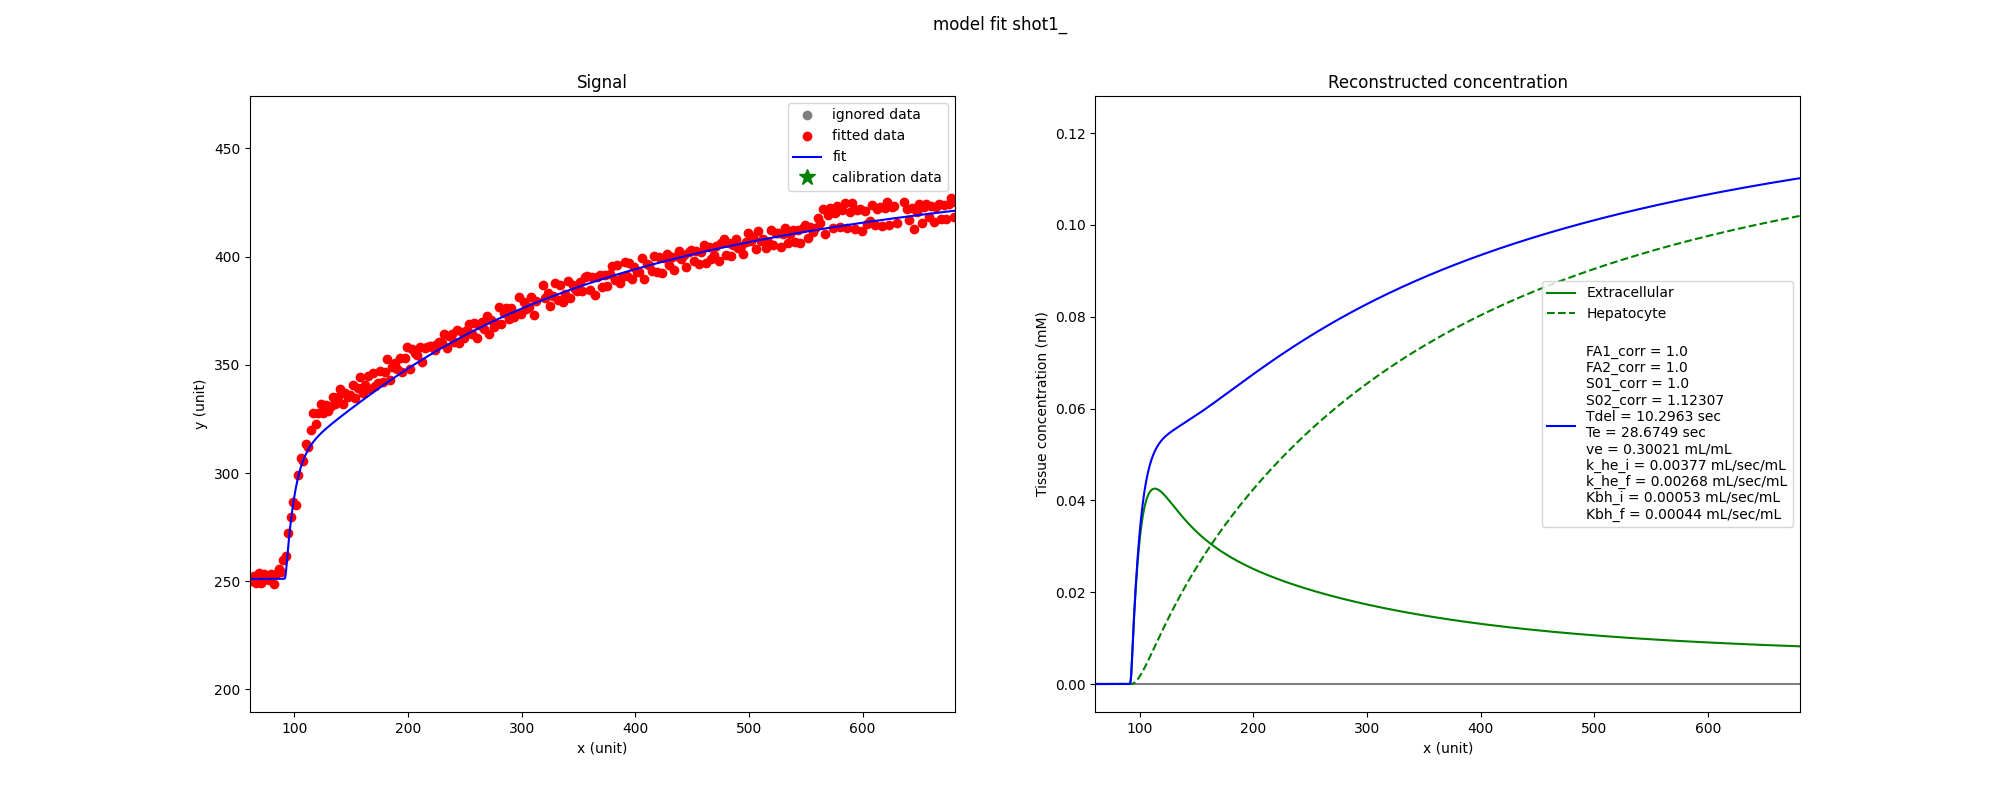 model fit shot1_
Signal
450
400
350
300
250
200
y (unit)
100
200
300
400
500
600
x (unit)
ignored data
fitted data
fit
calibration data
Reconstructed concentration
0.12
0.10
0.08
0.06
0.04
0.02
0.00
Tissue concentration (mM)
100
200
300
400
500
600
x (unit)
Extracellular
Hepatocyte
FA1_corr = 1.0
FA2_corr = 1.0
S01_corr = 1.0
S02_corr = 1.12307
Tdel = 10.2963 sec
Te = 28.6749 sec
ve = 0.30021 mL/mL
k_he_i = 0.00377 mL/sec/mL
k_he_f = 0.00268 mL/sec/mL
Kbh_i = 0.00053 mL/sec/mL
Kbh_f = 0.00044 mL/sec/mL